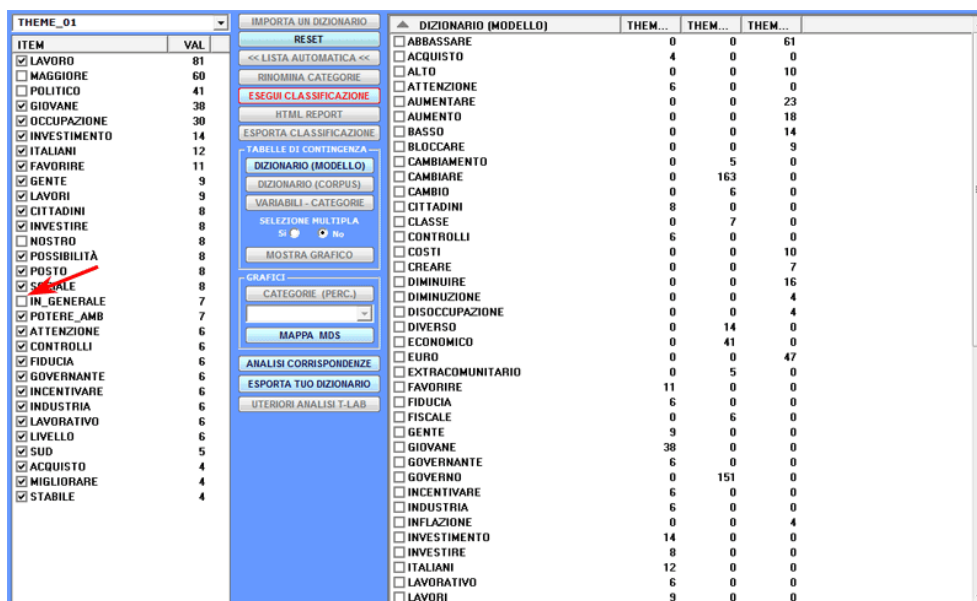 THEME_01
ITEM VAL
LAVORO 81
MAGGIORE 60
POLITICO 41
GIOVANE 38
OCCUPAZIONE 30
INVESTIMENTO 14
ITALIANI 12
FAVORIRE 11
GENTE 9
LAVORI 9
CITTADINI 8
INVESTIRE 8
NOSTRO 8
POSSIBILITÀ 8
POSTO 8
8
IN_GENERALE 7
POTERE_AMB 7
ATTENZIONE 6
CONTROLLI 6
FIDUCIA 6
GOVERNANTE 6
INCENTIVARE 6
INDUSTRIA 6
LAVORATIVO 6
LIVELLO 6
SUD 5
ACQUISTO 4
MIGLIORARE 4
STABILE 4
IMPORTA UN DIZIONARIO
RESET
<< LISTA AUTOMATICA <<
RINOMINA CATEGORIE
ESEGUI CLASSIFICAZIONE
HTML REPORT
ESPORTA CLASSIFICAZIONE
TABELLE DI CONTINGENZA
DIZIONARIO (MODELLO)
DIZIONARIO (CORPUS)
VARIABILI - CATEGORIE
SELEZIONE MULTIPLA
Si No
MOSTRA GRAFICO
GRAFICI
CATEGORIE (PERC.)
MAPPA MDS
ANALISI CORRISPONDENZE
ESPORTA TUO DIZIONARIO
UTERIORI ANALISI T-LAB
DIZIONARIO (MODELLO) THEM... THEM... THEM...
ABBASSARE 0 0 61
ACQUISTO 4 0 0
ALTO 0 0 10
ATTENZIONE 6 0 0
AUMENTARE 0 0 23
AUMENTO 0 0 18
BASSO 0 0 14
BLOCCARE 0 0 9
CAMBIAMENTO 0 5 0
CAMBIARE 0 163 0
CAMBIO 0 6 0
CITTADINI 8 0 0
CLASSE 0 7 0
CONTROLLI 6 0 0
COSTI 0 0 10
CREARE 0 0 7
DIMINUIRE 0 0 16
DIMINUZIONE 0 0 4
DISOCCUPAZIONE 0 0 4
DIVERSO 0 14 0
ECONOMICO 0 41 0
EURO 0 0 47
EXTRACOMUNITARIO 0 5 0
FAVORIRE 11 0 0
FIDUCIA 6 0 0
FISCALE 0 6 0
GENTE 9 0 0
GIOVANE 38 0 0
GOVERNANTE 6 0 0
GOVERNO 0 151 0
INCENTIVARE 6 0 0
INDUSTRIA 6 0 0
INFLAZIONE 0 0 4
INVESTIMENTO 14 0 0
INVESTIRE 8 0 0
ITALIANI 12 0 0
LAVORATIVO 6 0 0
LAVORI 9 0 0